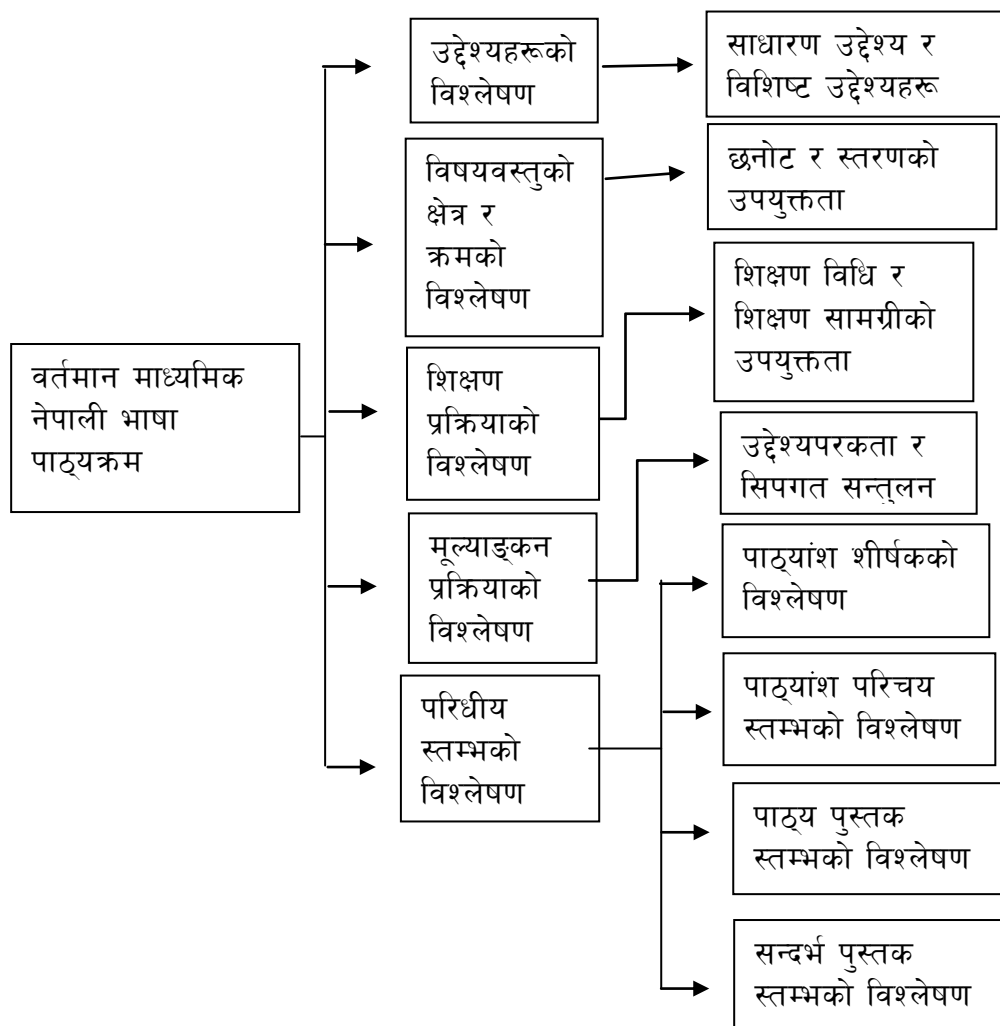 वर्तमान माध्यमिक
नेपाली भाषा
पाठ्यक्रम
उद्देश्यहरूको
विश्लेषण
साधारण उद्देश्य र
विशिष्ट उद्देश्यहरू
विषयवस्तुको
क्षेत्र र
क्रमको
विश्लेषण
छनोट र स्तरणको
उपयुक्तता
शिक्षण
प्रक्रियाको
विश्लेषण
शिक्षण विधि र
शिक्षण सामग्रीको
उपयुक्तता
मूल्याङ्कन
प्रक्रियाको
विश्लेषण
उद्देश्यपरकता र
सिपगत सन्तुलन
परिधीय
स्तम्भको
विश्लेषण
पाठ्यांश शीर्षकको
विश्लेषण
पाठ्यांश परिचय
स्तम्भको विश्लेषण
पाठ्य पुस्तक
स्तम्भको विश्लेषण
सन्दर्भ पुस्तक
स्तम्भको विश्लेषण